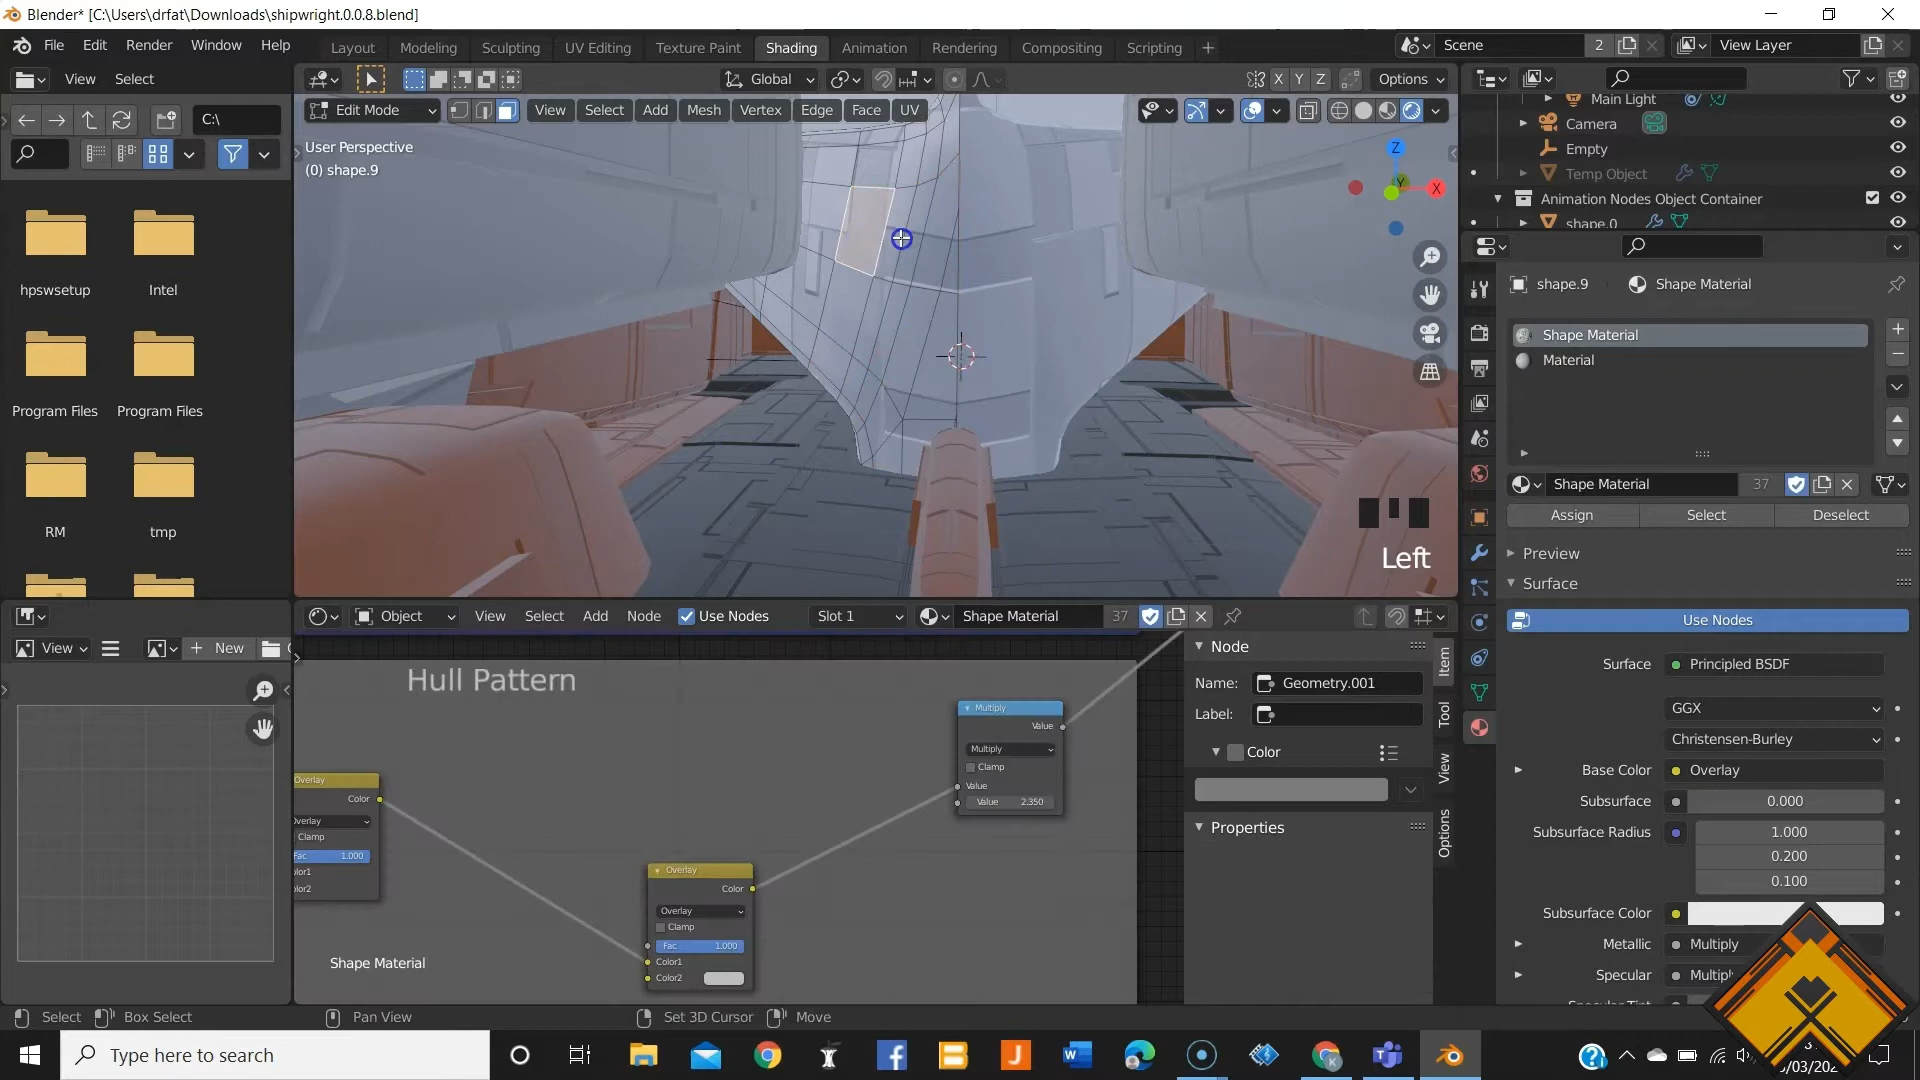 Blender* [C:\Users\drfat\Downloads\shipwright.0.0.8.blend]
File Edit Render Window Help Layout Modeling Sculpting UV Editing Texture Paint Shading Animation Rendering Compositing Scripting + Scene 2 View Layer
View Select Global X Y Z Options
Edit Mode View Select Add Mesh Vertex Edge Face UV
C:\
User Perspective
(0) shape.9
Z
Y
X
hpswsetup Intel
Program Files Program Files
RM tmp
Left
Main Light
Camera
Empty
Temp Object
Animation Nodes Object Container
shape.0
shape.9 Shape Material
Shape Material
Material
Shape Material 37
Assign Select Deselect
Preview
Surface
Use Nodes
Surface Principled BSDF
GGX
Christensen-Burley
Base Color Overlay
Subsurface 0.000
Subsurface Radius 1.000
0.200
0.100
Subsurface Color
Metallic Multiply
Specular
Object View Select Add Node Use Nodes Slot 1 Shape Material 37
View New
Hull Pattern
Overlay
Color
Clamp
1.000
Multiply
Value
Multiply
Clamp
Value
Value 2.350
Overlay
Color
Overlay
Clamp
Fac 1.000
Color1
Color2
Shape Material
Node
Name: Geometry.001
Label:
Color
Properties
Item
Tool
View
Options
Select Box Select Pan View Set 3D Cursor Move
Type here to search